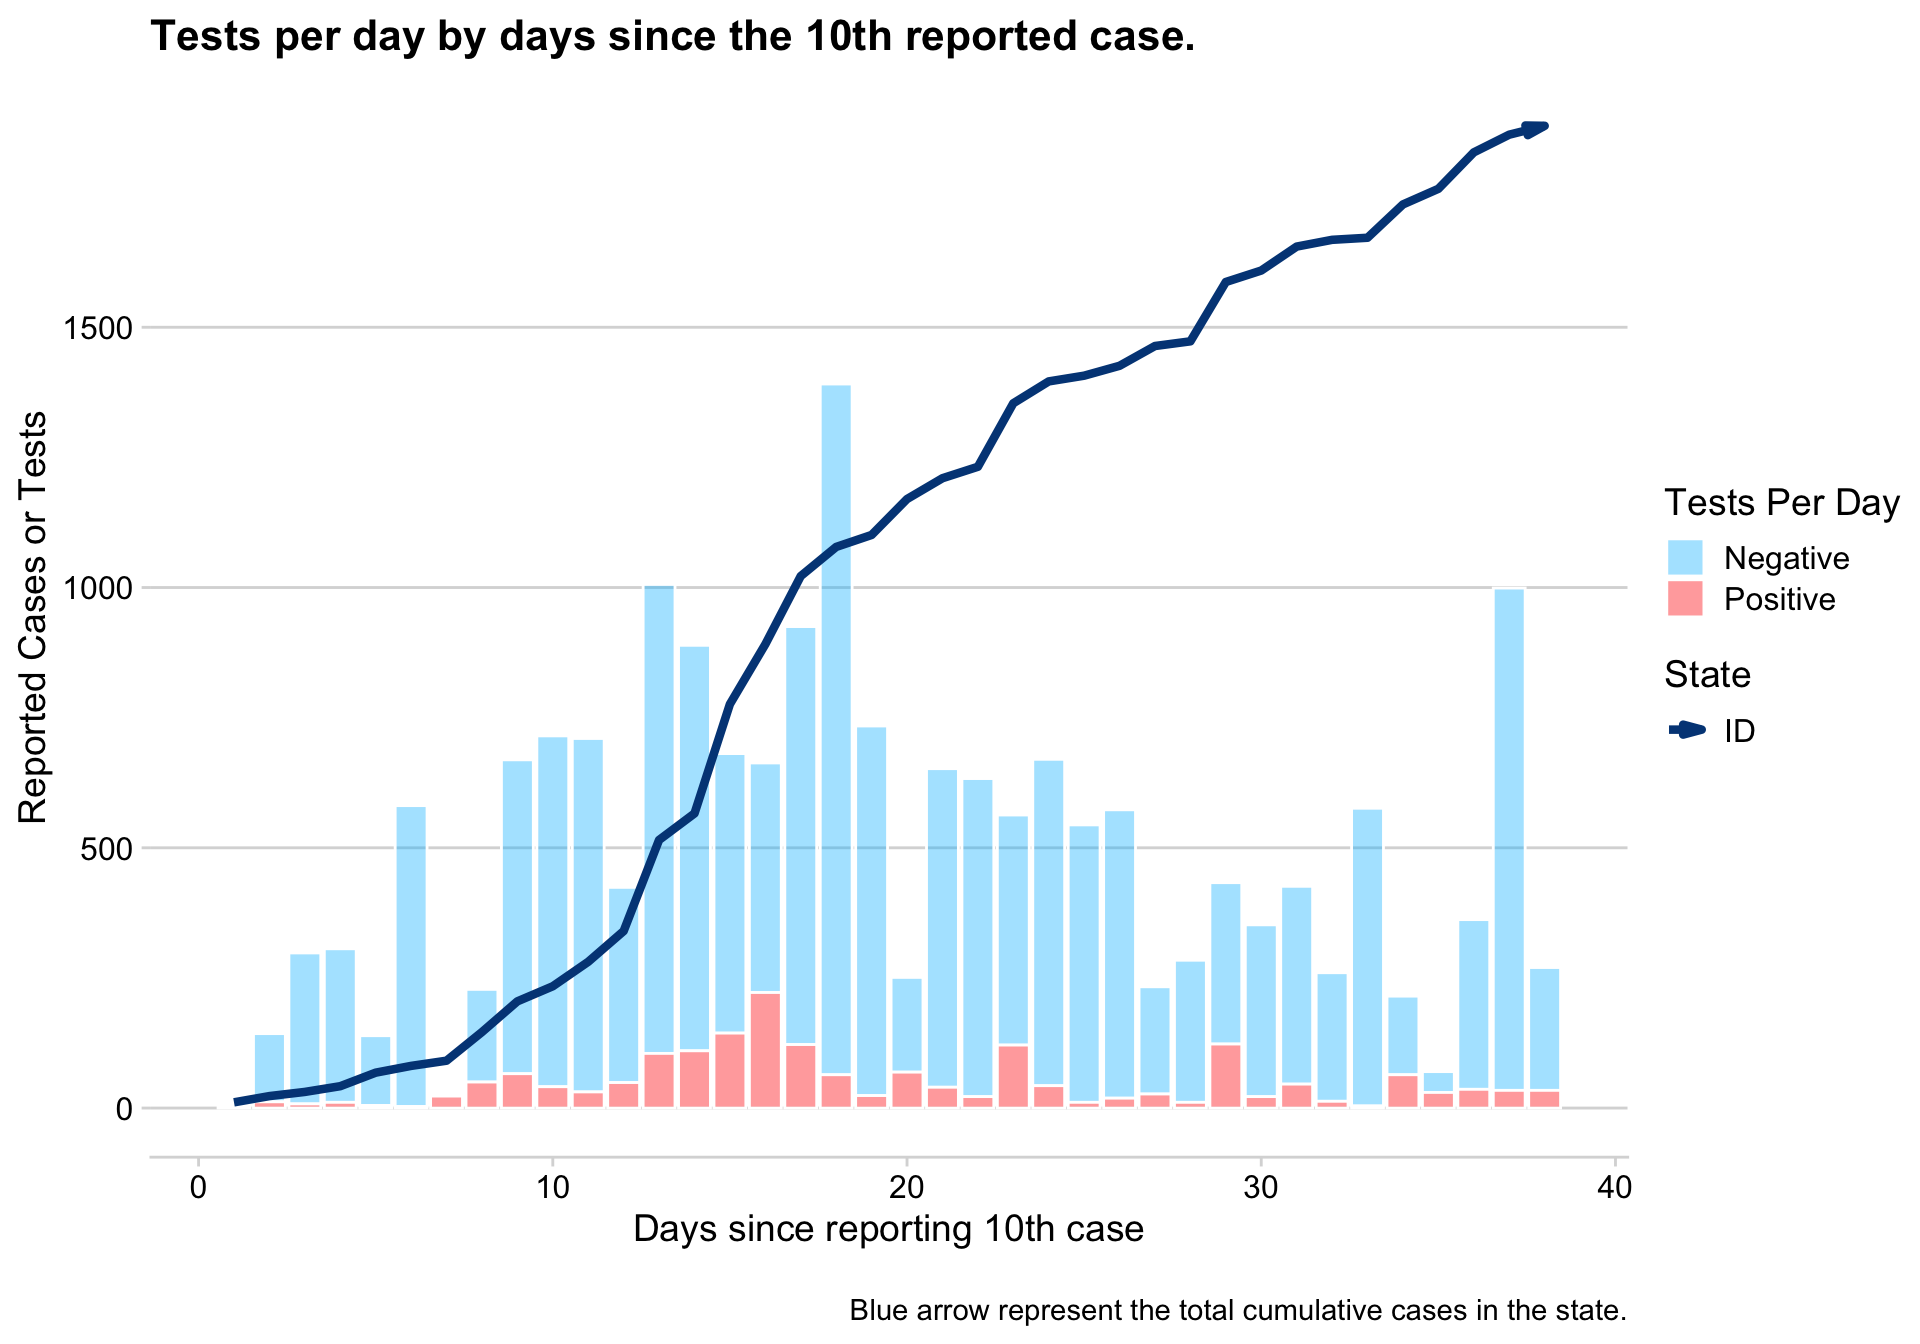 Tests per day by days since the 10th reported case.
1500
1000
500
0
Reported Cases or Tests
0 10 20 30 40
Days since reporting 10th case
Tests Per Day
Negative
Positive
State
ID
Blue arrow represent the total cumulative cases in the state.